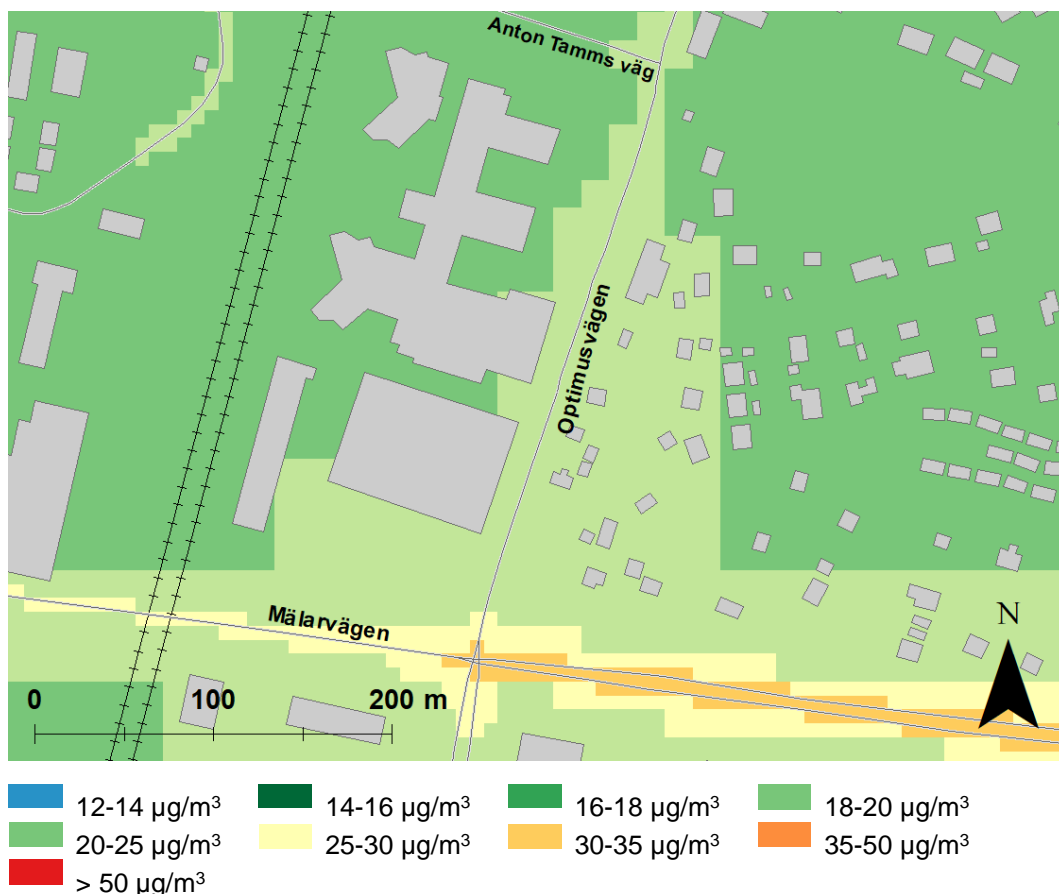 Anton Tamms väg
Optimusvägen
Mälarvägen
N
0 100 200 m
12-14 µg/m³ 14-16 µg/m³ 16-18 µg/m³ 18-20 µg/m³
20-25 µg/m³ 25-30 µg/m³ 30-35 µg/m³ 35-50 µg/m³
> 50 µg/m³